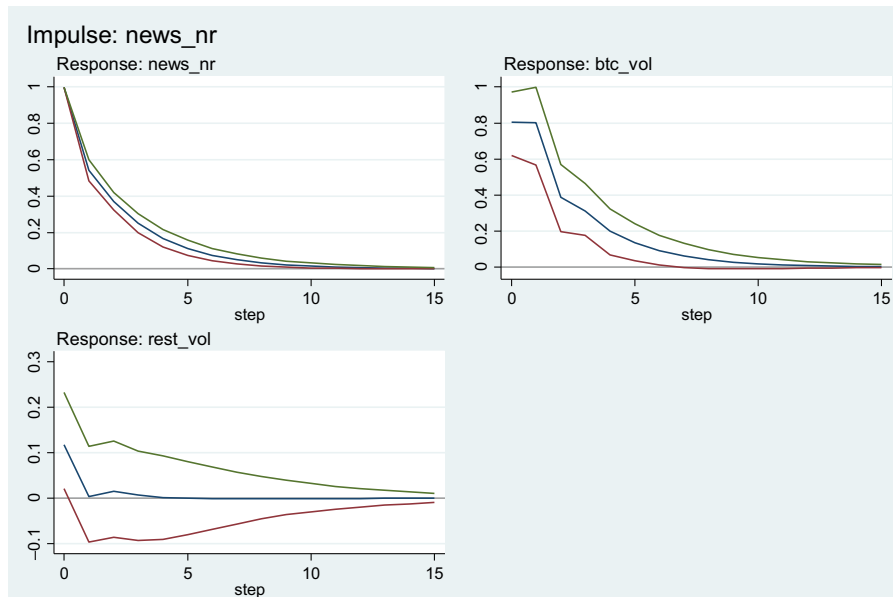 Impulse: news_nr
Response: news_nr
1
0.8
0.6
0.4
0.2
0
0 5 10 15
step
Response: btc_vol
1
0.8
0.6
0.4
0.2
0
0 5 10 15
step
Response: rest_vol
0.3
0.2
0.1
0
−0.1
0 5 10 15
step